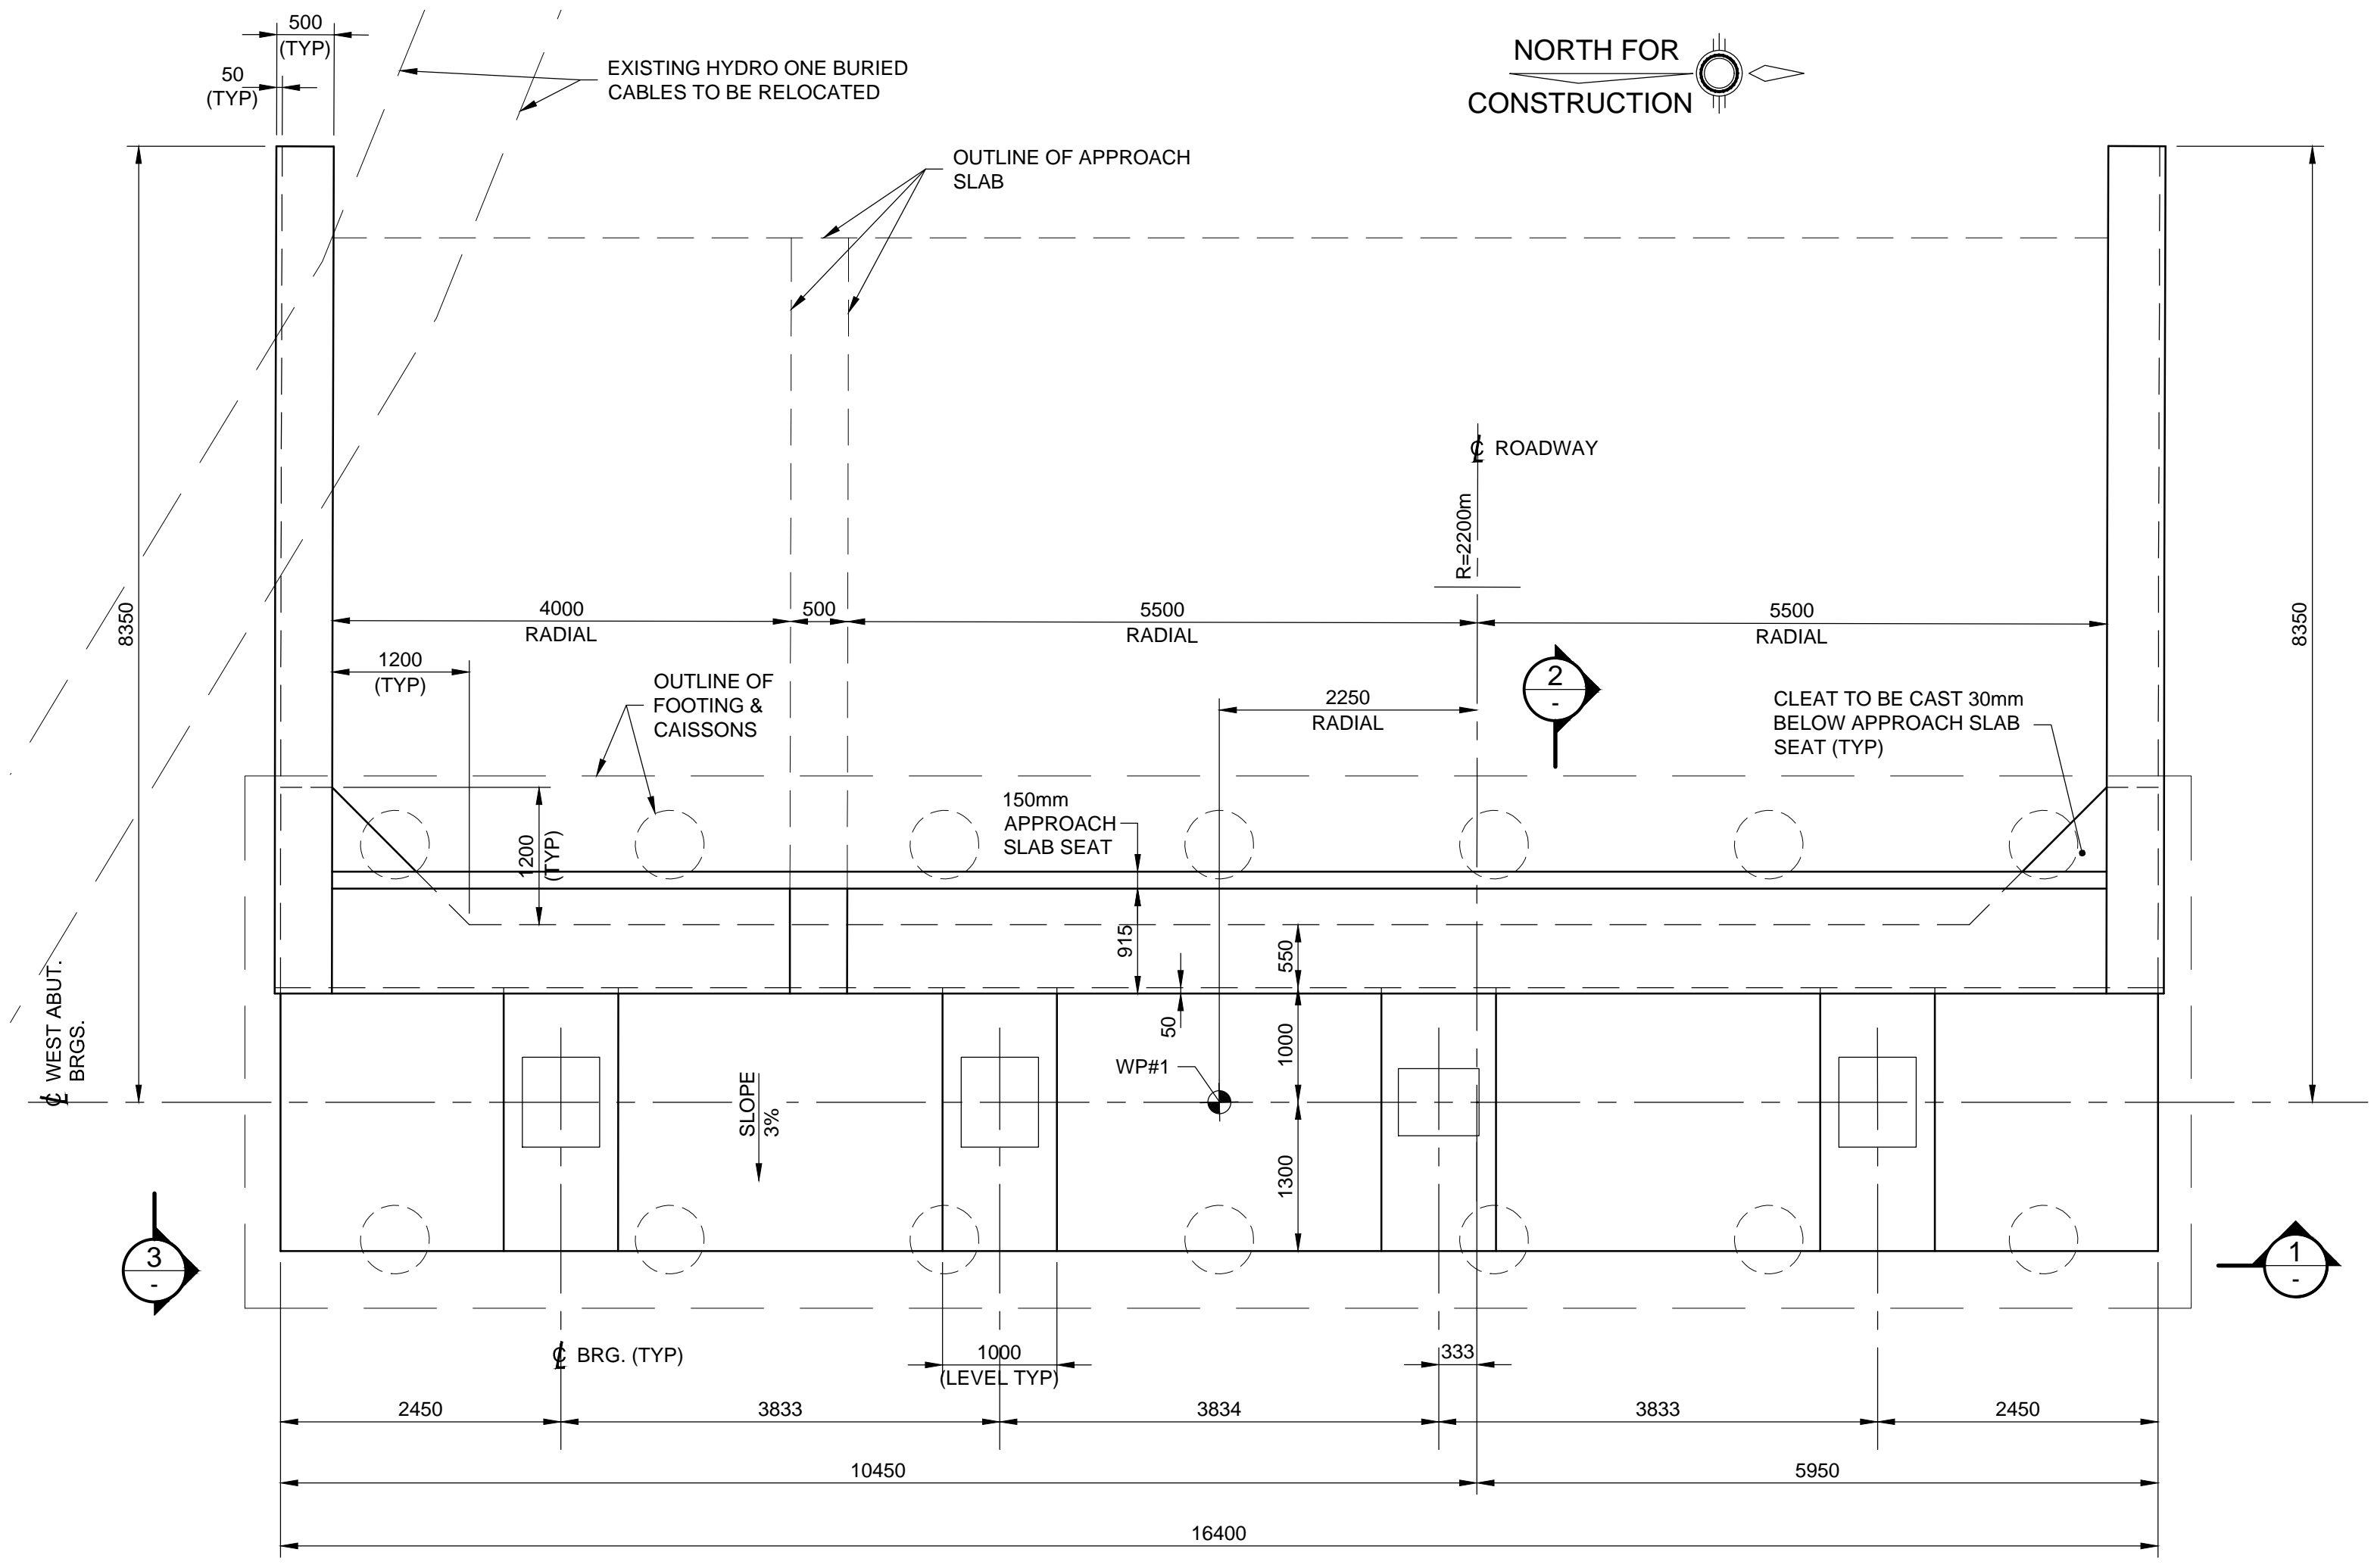 500
(TYP)
50
(TYP)
EXISTING HYDRO ONE BURIED
CABLES TO BE RELOCATED
NORTH FOR
CONSTRUCTION
OUTLINE OF APPROACH
SLAB
℄ ROADWAY
R=2200m
8350
8350
4000
RADIAL
500
5500
RADIAL
5500
RADIAL
1200
(TYP)
OUTLINE OF
FOOTING &
CAISSONS
2250
RADIAL
2
-
CLEAT TO BE CAST 30mm
BELOW APPROACH SLAB
SEAT (TYP)
150mm
APPROACH
SLAB SEAT
1200
(TYP)
915
550
50
1000
℄ WEST ABUT.
BRGS.
WP#1
SLOPE
3%
1300
3
-
1
-
℄ BRG. (TYP)
1000
(LEVEL TYP)
333
2450
3833
3834
3833
2450
10450
5950
16400